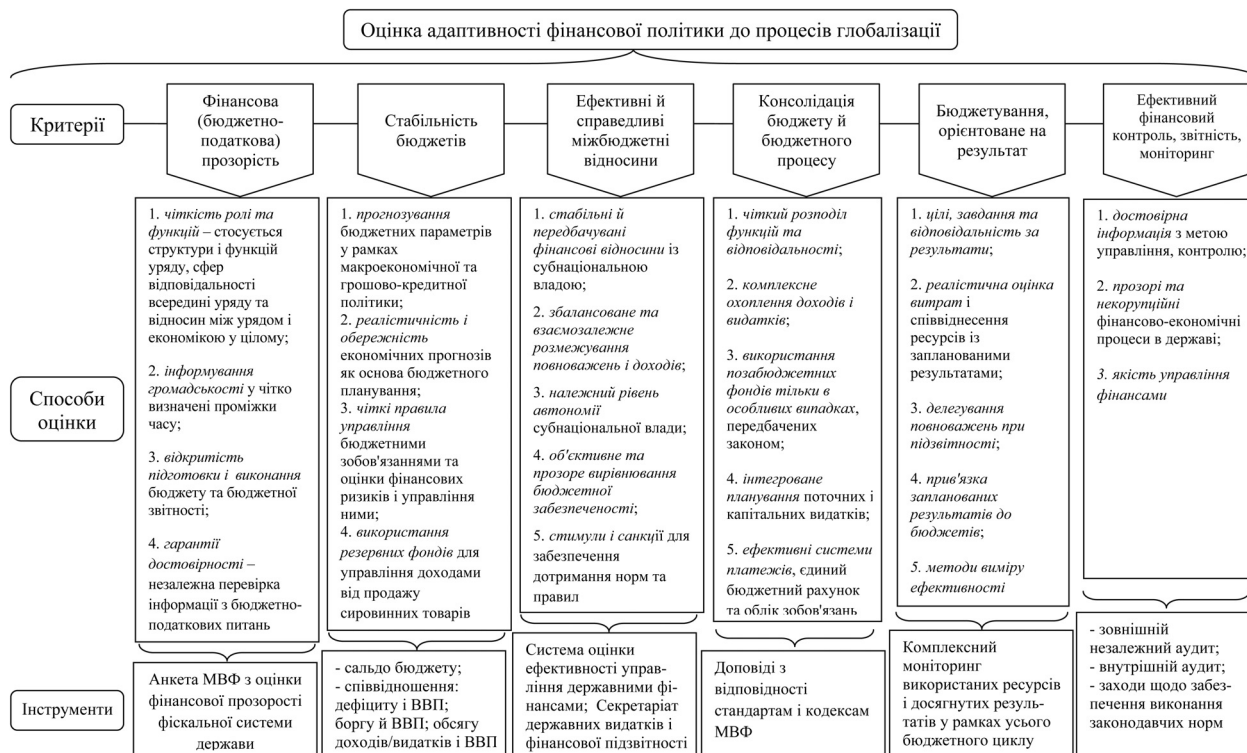 Оцінка адаптивності фінансової політики до процесів глобалізації
Критерії
Фінансова
(бюджетно-
податкова)
прозорість
Стабільність
бюджетів
Ефективні й
справедливі
міжбюджетні
відносини
Консолідація
бюджету й
бюджетного
процесу
Бюджетування,
орієнтоване на
результат
Ефективний
фінансовий
контроль, звітність,
моніторинг
Способи
оцінки
1. чіткість ролі та
функцій – стосується
структури і функцій
уряду, сфер
відповідальності
всередині уряду та
відносин між урядом і
економікою у цілому;
2. інформування
громадськості у чітко
визначені проміжки
часу;
3. відкритість
підготовки і виконання
бюджету та бюджетної
звітності;
4. гарантії
достовірності –
незалежна перевірка
інформації з бюджетно-
податкових питань
1. прогнозування
бюджетних параметрів
у рамках
макроекономічної та
грошово-кредитної
політики;
2. реалістичність і
обережність
економічних прогнозів
як основа бюджетного
планування;
3. чіткі правила
управління
бюджетними
зобов'язаннями та
оцінки фінансових
ризиків і управління
ними;
4. використання
резервних фондів для
управління доходами
від продажу
сировинних товарів
1. стабільні й
передбачувані
фінансові відносини із
субнаціональною
владою;
2. збалансоване та
взаємозалежне
розмежування
повноважень і доходів;
3. належний рівень
автономії
субнаціональної влади;
4. об'єктивне та
прозоре вирівнювання
бюджетної
забезпеченості;
5. стимули і санкції для
забезпечення
дотримання норм та
правил
1. чіткий розподіл
функцій та
відповідальності;
2. комплексне
охоплення доходів і
видатків;
3. використання
позабюджетних
фондів тільки в
особливих випадках,
передбачених
законом;
4. інтегроване
планування поточних і
капітальних видатків;
5. ефективні системи
платежів, єдиний
бюджетний рахунок
та облік зобов'язань
1. цілі, завдання та
відповідальність за
результати;
2. реалістична оцінка
витрат і
співвіднесення
ресурсів із
запланованими
результатами;
3. делегування
повноважень при
підзвітності;
4. прив'язка
запланованих
результатів до
бюджетів;
5. методи виміру
ефективності
1. достовірна
інформація з метою
управління, контролю;
2. прозорі та
некорупційні
фінансово-економічні
процеси в державі;
3. якість управління
фінансами
Інструменти
Анкета МВФ з оцінки
фінансової прозорості
фіскальної системи
держави
- сальдо бюджету;
- співвідношення:
дефіциту і ВВП;
боргу й ВВП; обсягу
доходів/видатків і ВВП
Система оцінки
ефективності управ-
ління державними фі-
нансами; Секретаріат
державних видатків і
фінансової підзвітності
Доповіді з
відповідності
стандартам і кодексам
МВФ
Комплексний
моніторинг
використаних ресурсів
і досягнутих резуль-
татів у рамках усього
бюджетного циклу
- зовнішній
незалежний аудит;
- внутрішній аудит;
- заходи щодо забез-
печення виконання
законодавчих норм